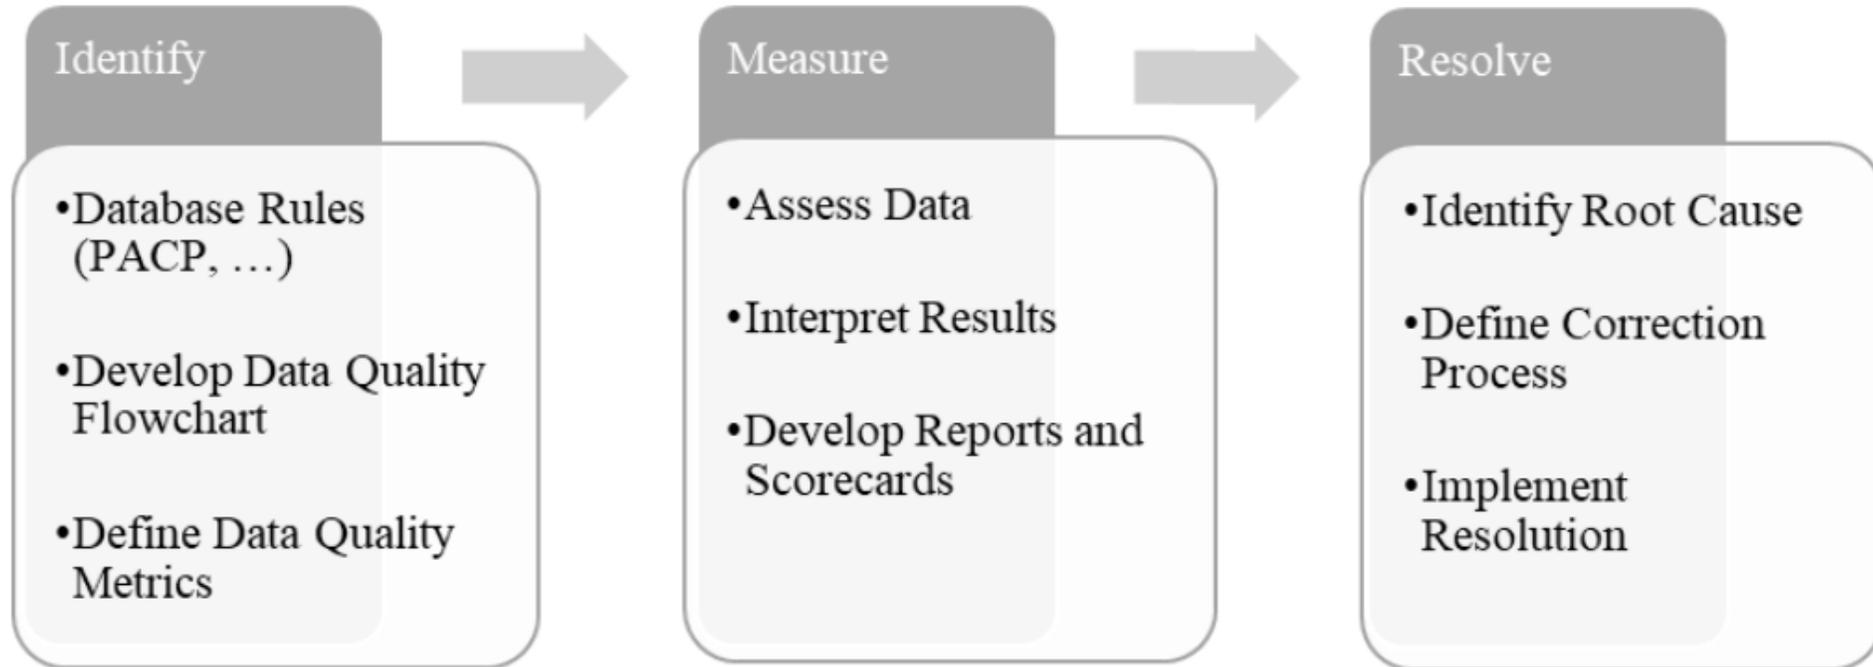 Identify
•Database Rules
(PACP, …)
•Develop Data Quality
Flowchart
•Define Data Quality
Metrics
Measure
•Assess Data
•Interpret Results
•Develop Reports and
Scorecards
Resolve
•Identify Root Cause
•Define Correction
Process
•Implement
Resolution